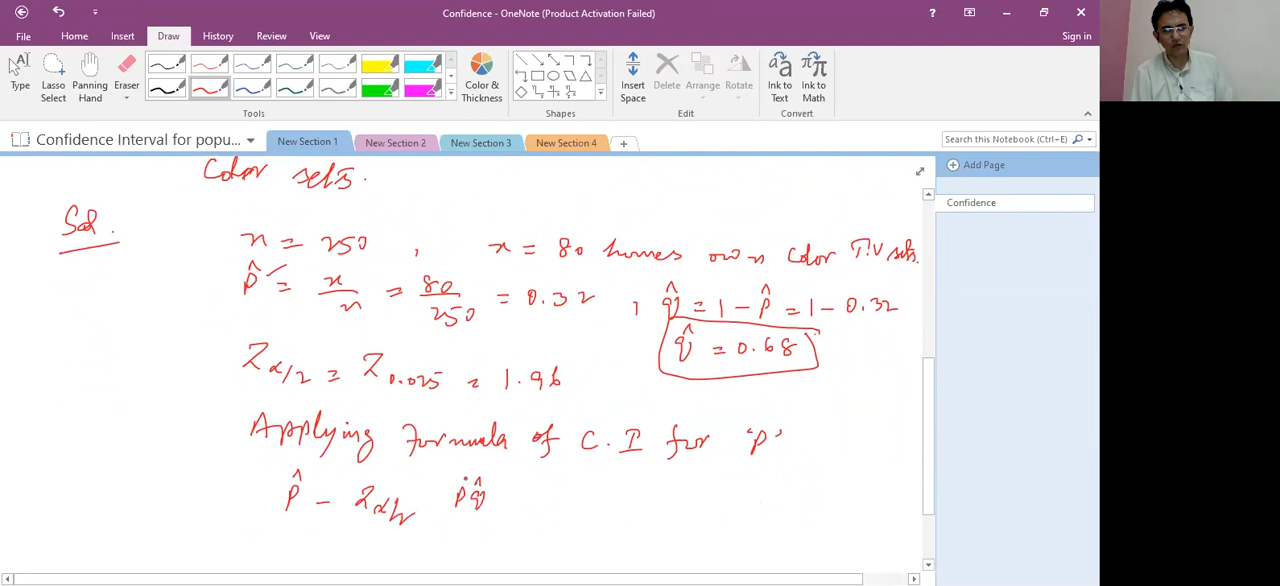 Confidence - OneNote (Product Activation Failed)
File Home Insert Draw History Review View Sign in
Type Lasso Select Panning Hand Eraser Color & Thickness Insert Space Delete Arrange Rotate Ink to Text Ink to Math
Tools Shapes Edit Convert
Confidence Interval for popu... New Section 1 New Section 2 New Section 3 New Section 4 Search this Notebook (Ctrl+E)
Add Page
Confidence
Color sets.
Sol.
n = 250 , x = 80 homes own color T.V sets.
p̂ = x/n = 80/250 = 0.32 , q̂ = 1 - p̂ = 1 - 0.32
q̂ = 0.68
Zα/2 = Z0.025 = 1.96
Applying Formula of C.I for 'p'
p̂ - Zα/2 p q̂